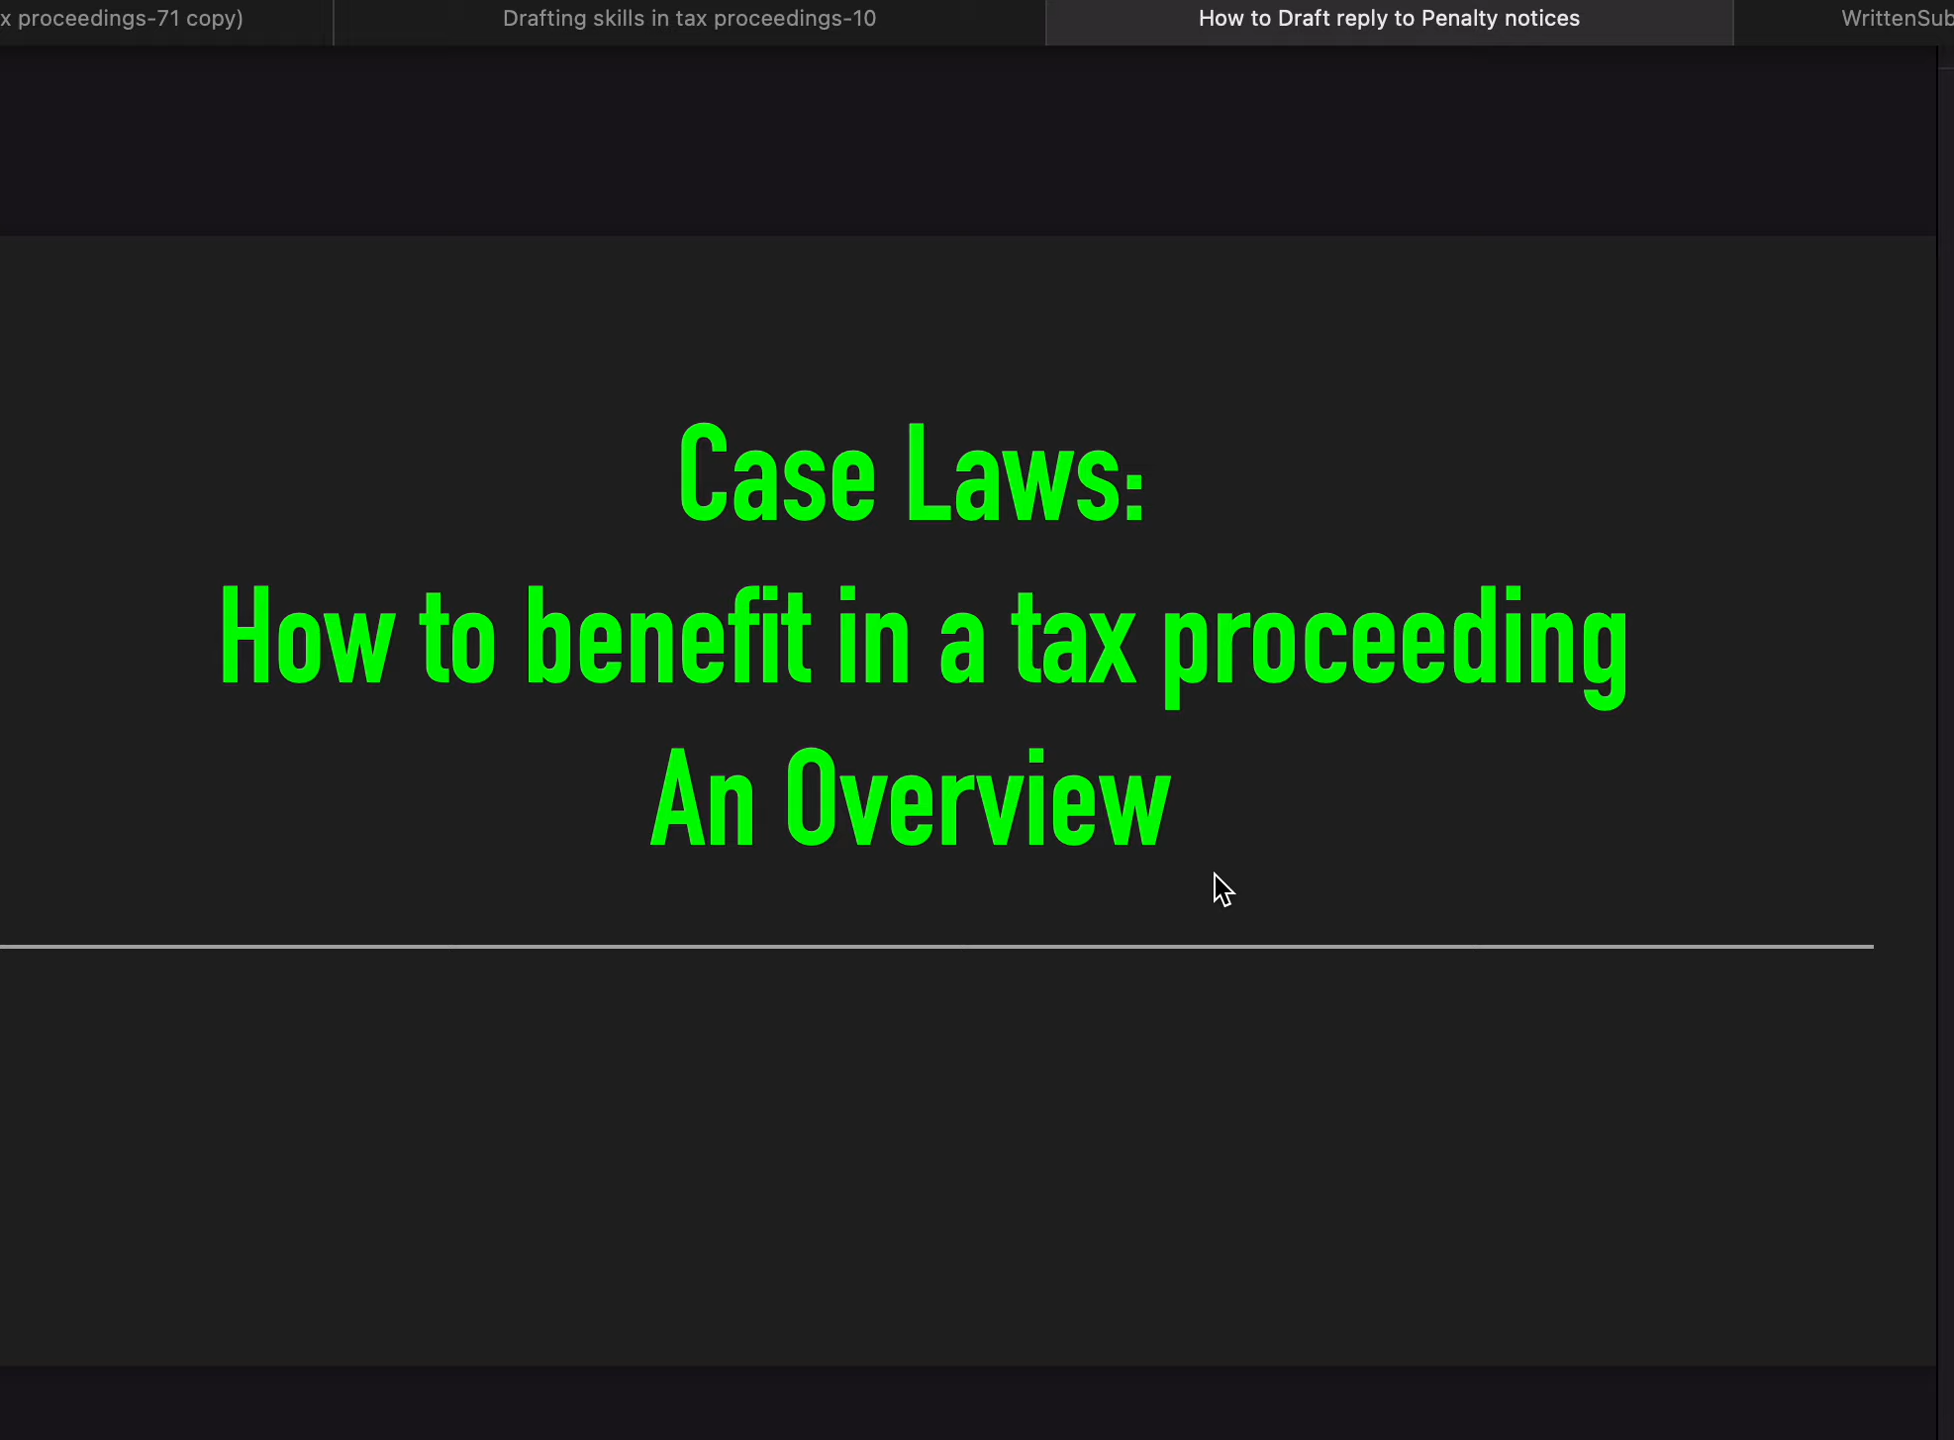 x proceedings-71 copy)
Drafting skills in tax proceedings-10
How to Draft reply to Penalty notices
WrittenSub
Case Laws:
How to benefit in a tax proceeding
An Overview